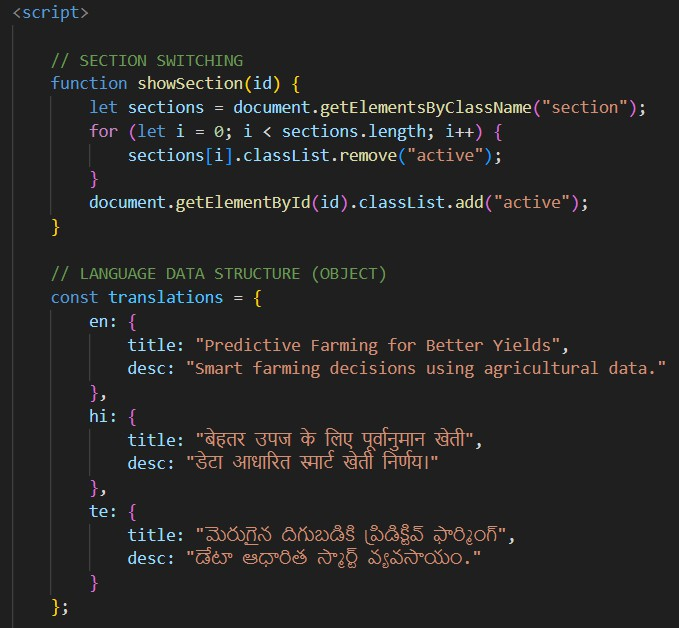 <script>
// SECTION SWITCHING
function showSection(id) {
let sections = document.getElementsByClassName("section");
for (let i = 0; i < sections.length; i++) {
sections[i].classList.remove("active");
}
document.getElementById(id).classList.add("active");
}
// LANGUAGE DATA STRUCTURE (OBJECT)
const translations = {
en: {
title: "Predictive Farming for Better Yields",
desc: "Smart farming decisions using agricultural data."
},
hi: {
title: "बेहतर उपज के लिए पूर्वानुमान खेती",
desc: "डेटा आधारित स्मार्ट खेती निर्णय।"
},
te: {
title: "మెరుగైన దిగుబడికి ప్రిడిక్టివ్ ఫార్మింగ్",
desc: "డేటా ఆధారిత స్మార్ట్ వ్యవసాయం."
}
};